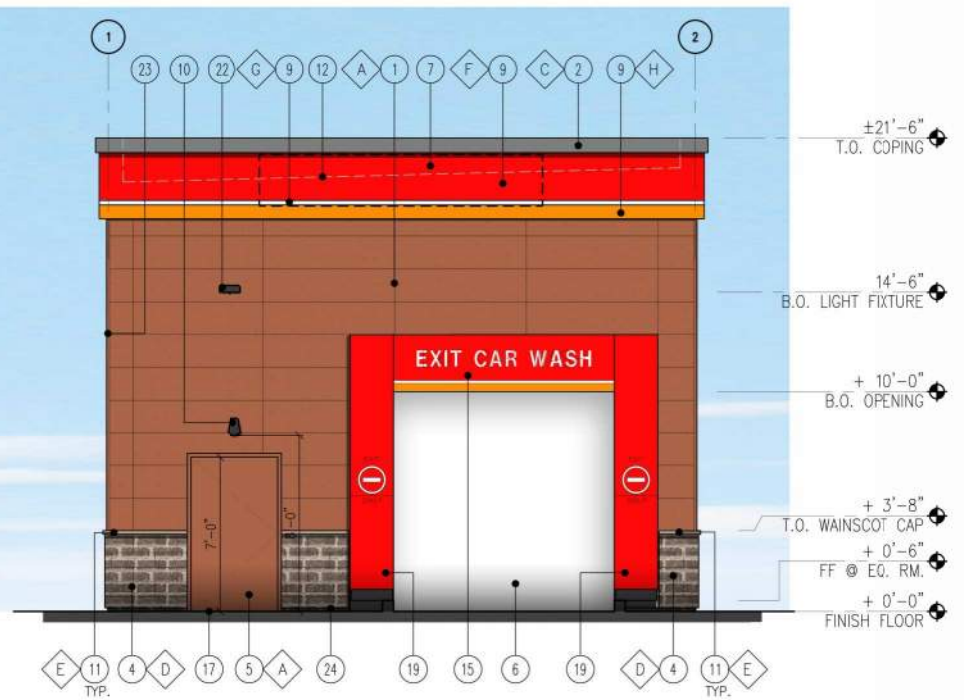 1
2
23 10 22 G 9 12 A 1 7 F 9 C 2 9 H
±21'-6"
T.O. COPING
14'-6"
B.O. LIGHT FIXTURE
EXIT CAR WASH
+ 10'-0"
B.O. OPENING
+ 3'-8"
T.O. WAINSCOT CAP
7'-0"
+ 0'-6"
FF @ EQ. RM.
+ 0'-0"
FINISH FLOOR
E 11 4 D 17 5 A 24 19 15 6 19 D 4 11 E
TYP.
TYP.